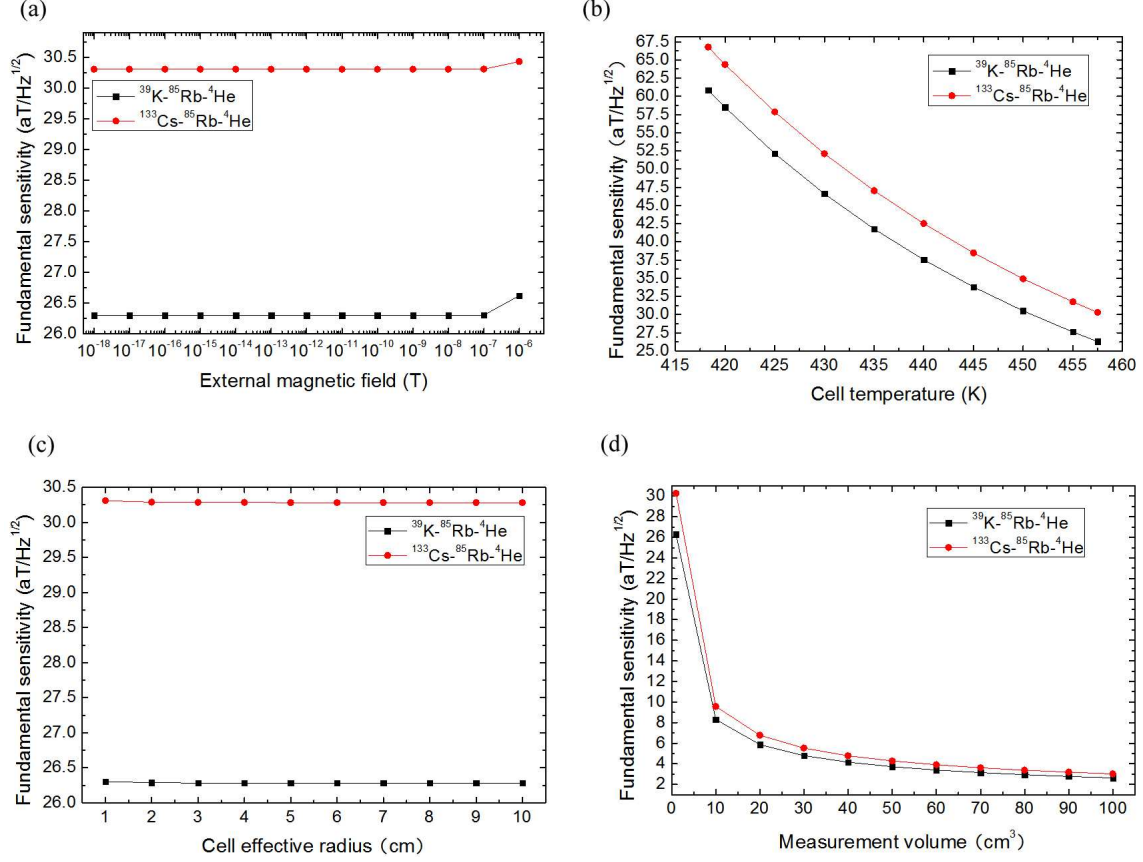 (a)
30.5
30.0
29.5
29.0
28.5
28.0
27.5
27.0
26.5
26.0
Fundamental sensitivity (aT/Hz^1/2)
³⁹K-⁸⁵Rb-⁴He
¹³³Cs-⁸⁵Rb-⁴He
10⁻¹⁸ 10⁻¹⁷ 10⁻¹⁶ 10⁻¹⁵ 10⁻¹⁴ 10⁻¹³ 10⁻¹² 10⁻¹¹ 10⁻¹⁰ 10⁻⁹ 10⁻⁸ 10⁻⁷ 10⁻⁶
External magnetic field (T)
(b)
67.5
65.0
62.5
60.0
57.5
55.0
52.5
50.0
47.5
45.0
42.5
40.0
37.5
35.0
32.5
30.0
27.5
25.0
Fundamental sensitivity (aT/Hz^1/2)
³⁹K-⁸⁵Rb-⁴He
¹³³Cs-⁸⁵Rb-⁴He
415 420 425 430 435 440 445 450 455 460
Cell temperature (K)
(c)
30.5
30.0
29.5
29.0
28.5
28.0
27.5
27.0
26.5
26.0
Fundamental sensitivity (aT/Hz^1/2)
³⁹K-⁸⁵Rb-⁴He
¹³³Cs-⁸⁵Rb-⁴He
1 2 3 4 5 6 7 8 9 10
Cell effective radius (cm)
(d)
30
28
26
24
22
20
18
16
14
12
10
8
6
4
2
Fundamental sensitivity (aT/Hz^1/2)
³⁹K-⁸⁵Rb-⁴He
¹³³Cs-⁸⁵Rb-⁴He
0 10 20 30 40 50 60 70 80 90 100
Measurement volume (cm³)